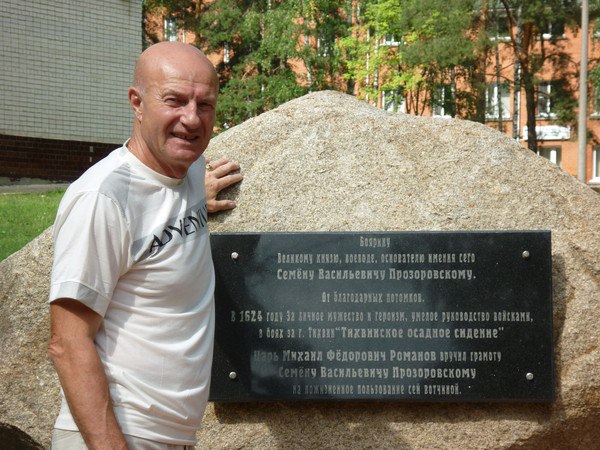 Боярину
Великому князю, воеводе, основателю имения сего
Семёну Васильевичу Прозоровскому.
От благодарных потомков.
В 1624 году За личное мужество и героизм, умелое руководство войсками,
в боях за г. Тихвин "Тихвинское осадное сидение"
Царь Михаил Фёдорович Романов вручил грамоту
Семёну Васильевичу Прозоровскому
на пожизненное пользование сей вотчиной.